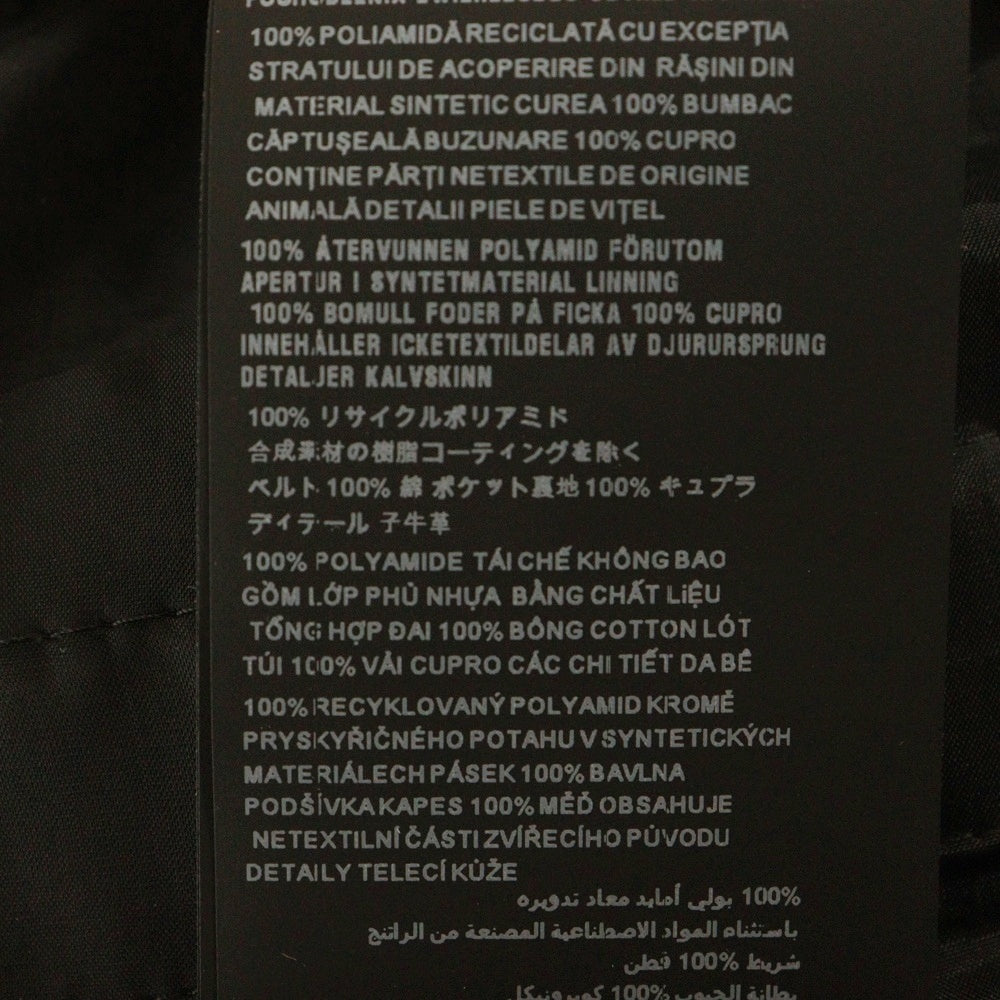 100% POLIAMIDĂ RECICLATĂ CU EXCEPȚIA
STRATULUI DE ACOPERIRE DIN RĂȘINI DIN
MATERIAL SINTETIC CUREA 100% BUMBAC
CĂPTUȘEALĂ BUZUNARE 100% CUPRO
CONȚINE PĂRȚI NETEXTILE DE ORIGINE
ANIMALĂ DETALII PIELE DE VIȚEL
100% ÅTERVUNNEN POLYAMID FÖRUTOM
APERTUR I SYNTETMATERIAL LINNING
100% BOMULL FODER PÅ FICKA 100% CUPRO
INNEHÅLLER ICKETEXTILDELAR AV DJURURSPRUNG
DETALJER KALVSKINN
100% リサイクルポリアミド
合成素材の樹脂コーティングを除く
ベルト 100% 綿 ポケット裏地 100% キュプラ
ディテール 子牛革
100% POLYAMIDE TÁI CHẾ KHÔNG BAO
GỒM LỚP PHỦ NHỰA BẰNG CHẤT LIỆU
TỔNG HỢP ĐAI 100% BÔNG COTTON LÓT
TÚI 100% VẢI CUPRO CÁC CHI TIẾT DA BÊ
100% RECYKLOVANÝ POLYAMID KROMĚ
PRYSKYŘIČNÉHO POTAHU V SYNTETICKÝCH
MATERIÁLECH PÁSEK 100% BAVLNA
PODŠÍVKA KAPES 100% MĚĎ OBSAHUJE
NETEXTILNÍ ČÁSTI ZVÍŘECÍHO PŮVODU
DETAILY TELECÍ KŮŽE
100% بولي أمايد معاد تدويره
باستثناء المواد الاصطناعية المصنعة من الراتنج
شريط 100% قطن
بطانة الجيوب 100% كوبرونيكل